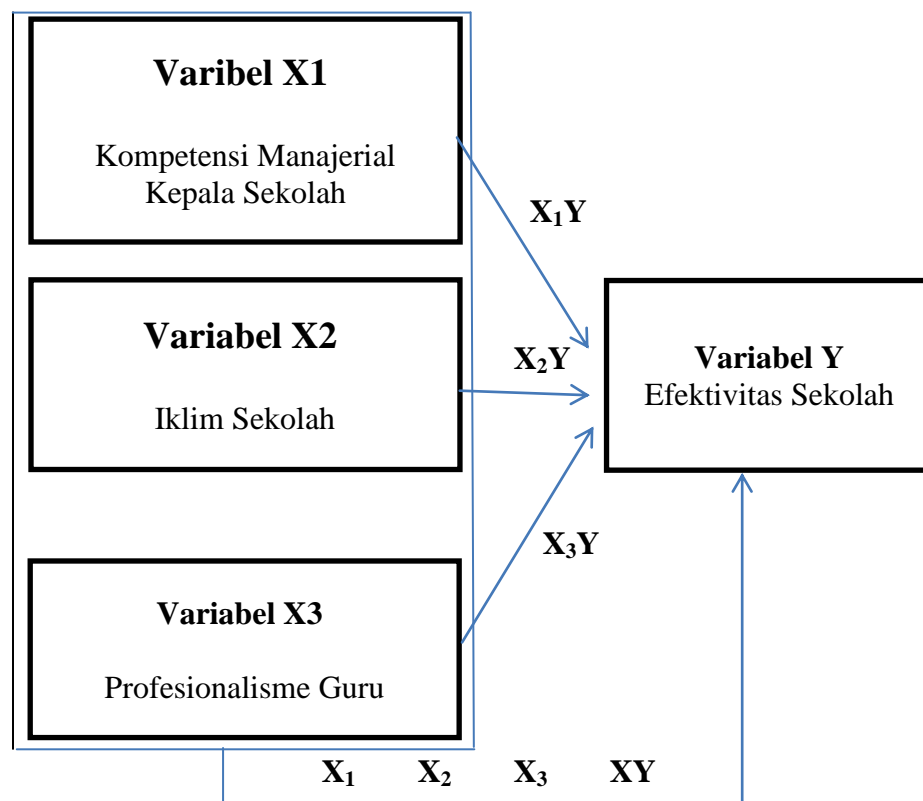 Varibel X1
Kompetensi Manajerial
Kepala Sekolah
X₁Y
Variabel X2
Iklim Sekolah
X₂Y
Variabel Y
Efektivitas Sekolah
X₃Y
Variabel X3
Profesionalisme Guru
X₁ X₂ X₃ XY